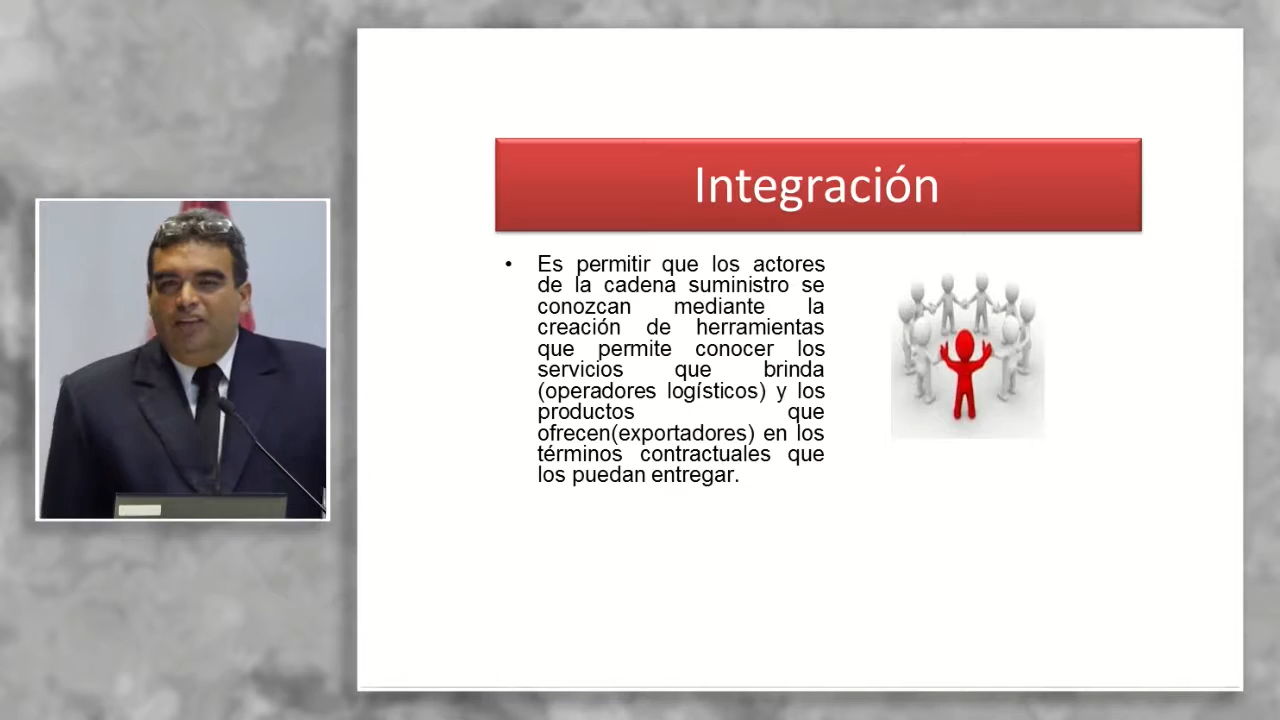 Integración
• Es permitir que los actores
de la cadena suministro se
conozcan mediante la
creación de herramientas
que permite conocer los
servicios que brinda
(operadores logísticos) y los
productos que
ofrecen(exportadores) en los
términos contractuales que
los puedan entregar.